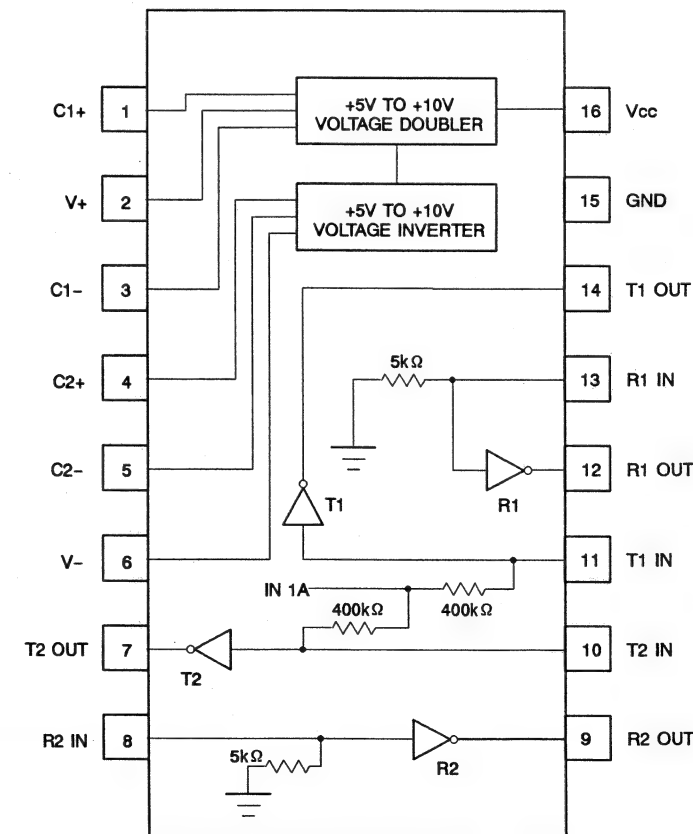 C1+ 1 +5V TO +10V VOLTAGE DOUBLER 16 Vcc
V+ 2 +5V TO +10V VOLTAGE INVERTER 15 GND
C1− 3 14 T1 OUT
C2+ 4 5kΩ 13 R1 IN
C2− 5 R1 12 R1 OUT
T1
V− 6 11 T1 IN
IN 1A 400kΩ 400kΩ
T2 OUT 7 T2 10 T2 IN
R2 IN 8 5kΩ R2 9 R2 OUT